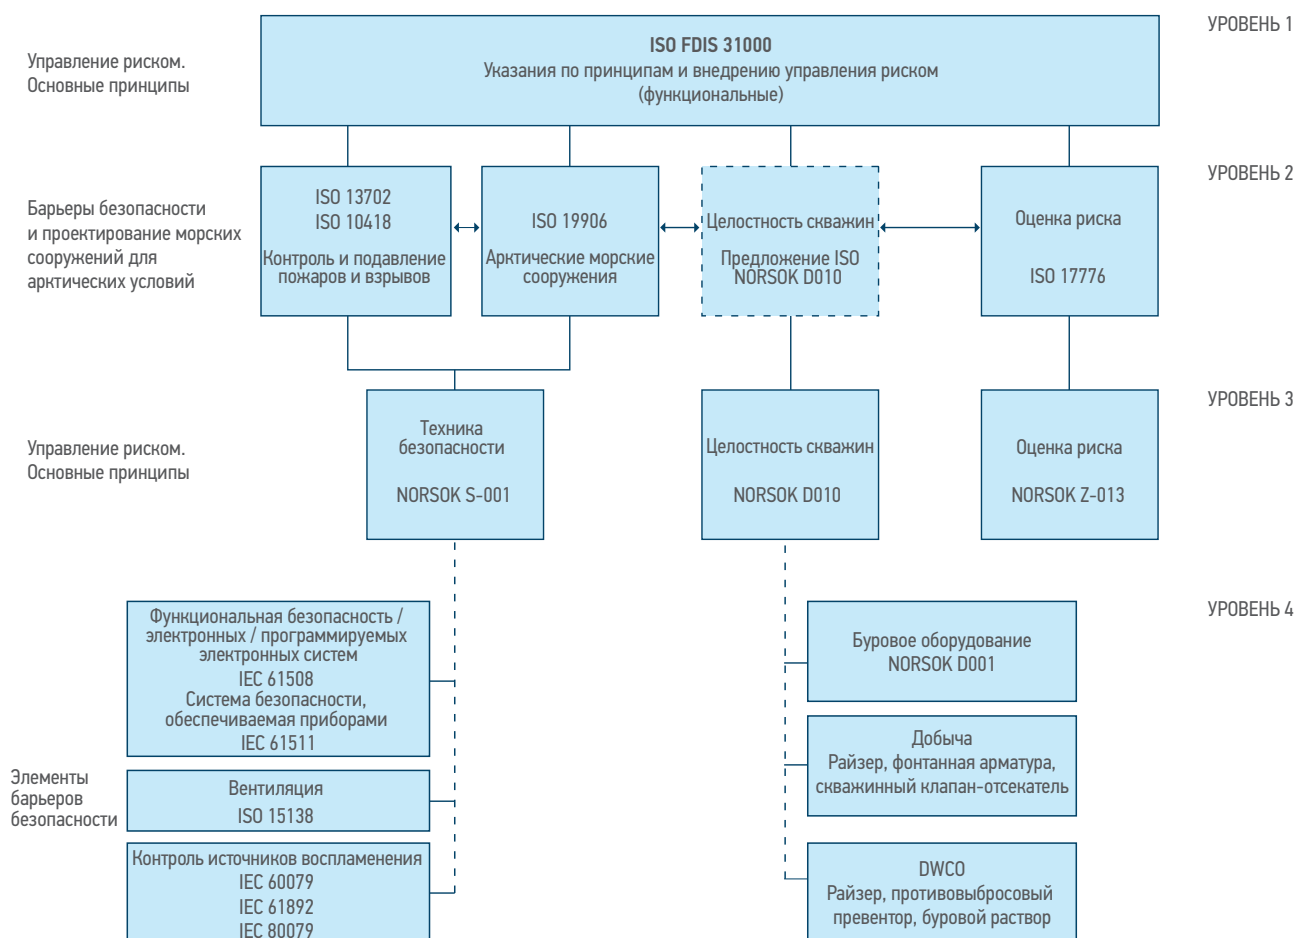 УРОВЕНЬ 1
Управление риском.
Основные принципы
ISO FDIS 31000
Указания по принципам и внедрению управления риском
(функциональные)
УРОВЕНЬ 2
Барьеры безопасности
и проектирование морских
сооружений для
арктических условий
ISO 13702
ISO 10418
Контроль и подавление
пожаров и взрывов
ISO 19906
Арктические морские
сооружения
Целостность скважин
Предложение ISO
NORSOK D010
Оценка риска
ISO 17776
УРОВЕНЬ 3
Управление риском.
Основные принципы
Техника
безопасности
NORSOK S-001
Целостность скважин
NORSOK D010
Оценка риска
NORSOK Z-013
УРОВЕНЬ 4
Элементы
барьеров
безопасности
Функциональная безопасность /
электронных / программируемых
электронных систем
IEC 61508
Система безопасности,
обеспечиваемая приборами
IEC 61511
Вентиляция
ISO 15138
Контроль источников воспламенения
IEC 60079
IEC 61892
IEC 80079
Буровое оборудование
NORSOK D001
Добыча
Райзер, фонтанная арматура,
скважинный клапан-отсекатель
DWCO
Райзер, противовыбросовый
превентор, буровой раствор